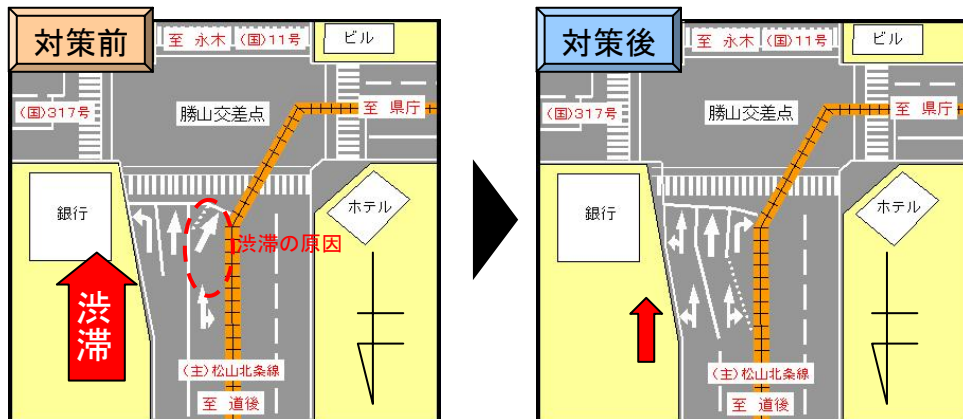 対策前
至 永木 (国)11号
ビル
(国)317号
勝山交差点
至 県庁
銀行
ホテル
渋滞の原因
渋滞
(主)松山北条線
至 道後
対策後
至 永木 (国)11号
ビル
(国)317号
勝山交差点
至 県庁
銀行
ホテル
(主)松山北条線
至 道後